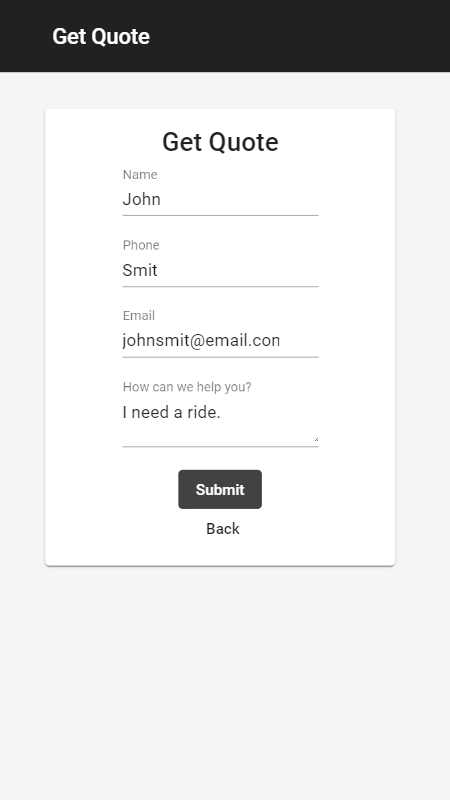 Get Quote
Get Quote
Name
John
Phone
Smit
Email
johnsmit@email.con
How can we help you?
I need a ride.
Submit
Back